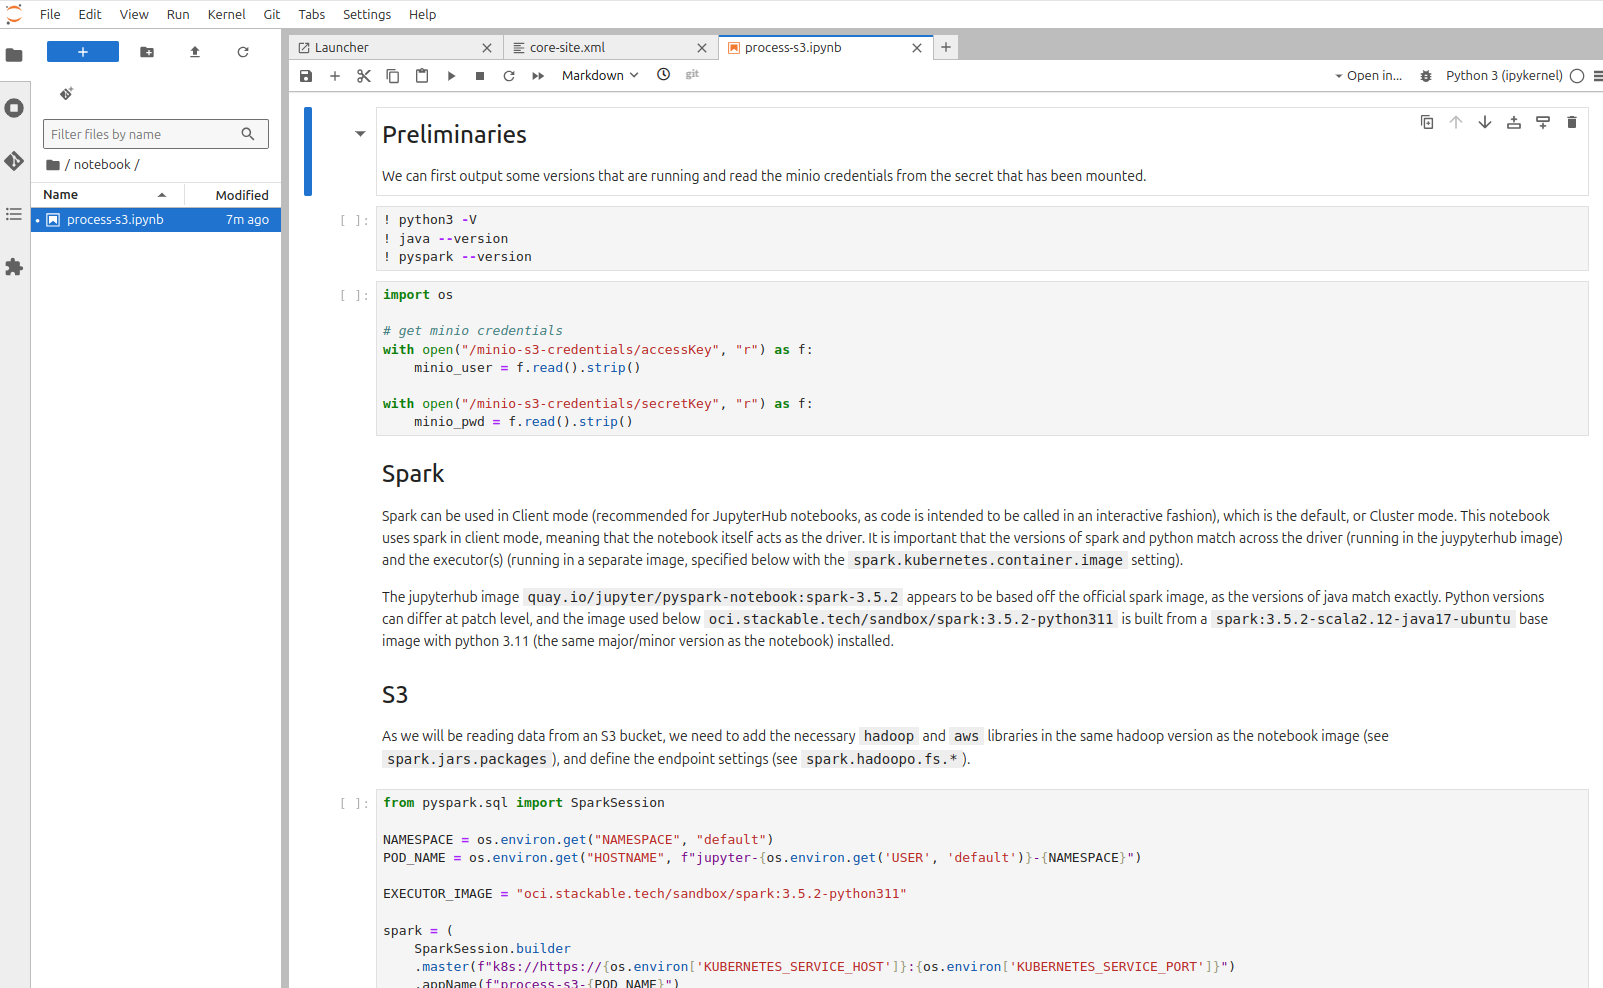 File Edit View Run Kernel Git Tabs Settings Help
Launcher core-site.xml process-s3.ipynb
Markdown git Open in... Python 3 (ipykernel)
Filter files by name
/ notebook /
Name Modified
process-s3.ipynb 7m ago
Preliminaries
We can first output some versions that are running and read the minio credentials from the secret that has been mounted.
[ ]: ! python3 -V
! java --version
! pyspark --version
[ ]: import os
# get minio credentials
with open("/minio-s3-credentials/accessKey", "r") as f:
    minio_user = f.read().strip()
with open("/minio-s3-credentials/secretKey", "r") as f:
    minio_pwd = f.read().strip()
Spark
Spark can be used in Client mode (recommended for JupyterHub notebooks, as code is intended to be called in an interactive fashion), which is the default, or Cluster mode. This notebook
uses spark in client mode, meaning that the notebook itself acts as the driver. It is important that the versions of spark and python match across the driver (running in the juypyterhub image)
and the executor(s) (running in a separate image, specified below with the spark.kubernetes.container.image setting).
The jupyterhub image quay.io/jupyter/pyspark-notebook:spark-3.5.2 appears to be based off the official spark image, as the versions of java match exactly. Python versions
can differ at patch level, and the image used below oci.stackable.tech/sandbox/spark:3.5.2-python311 is built from a spark:3.5.2-scala2.12-java17-ubuntu base
image with python 3.11 (the same major/minor version as the notebook) installed.
S3
As we will be reading data from an S3 bucket, we need to add the necessary hadoop and aws libraries in the same hadoop version as the notebook image (see
spark.jars.packages ), and define the endpoint settings (see spark.hadoopo.fs.* ).
[ ]: from pyspark.sql import SparkSession
NAMESPACE = os.environ.get("NAMESPACE", "default")
POD_NAME = os.environ.get("HOSTNAME", f"jupyter-{os.environ.get('USER', 'default')}-{NAMESPACE}")
EXECUTOR_IMAGE = "oci.stackable.tech/sandbox/spark:3.5.2-python311"
spark = (
    SparkSession.builder
    .master(f"k8s://https://{os.environ['KUBERNETES_SERVICE_HOST']}:{os.environ['KUBERNETES_SERVICE_PORT']}")
    .appName(f"process-s3-{POD_NAME}")